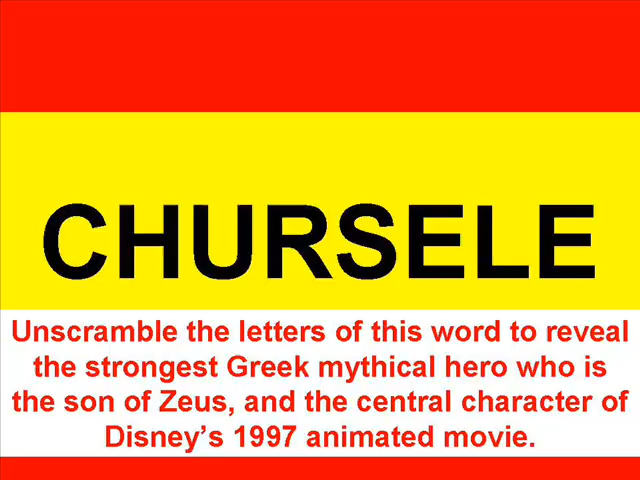 CHURSELE
Unscramble the letters of this word to reveal
the strongest Greek mythical hero who is
the son of Zeus, and the central character of
Disney’s 1997 animated movie.